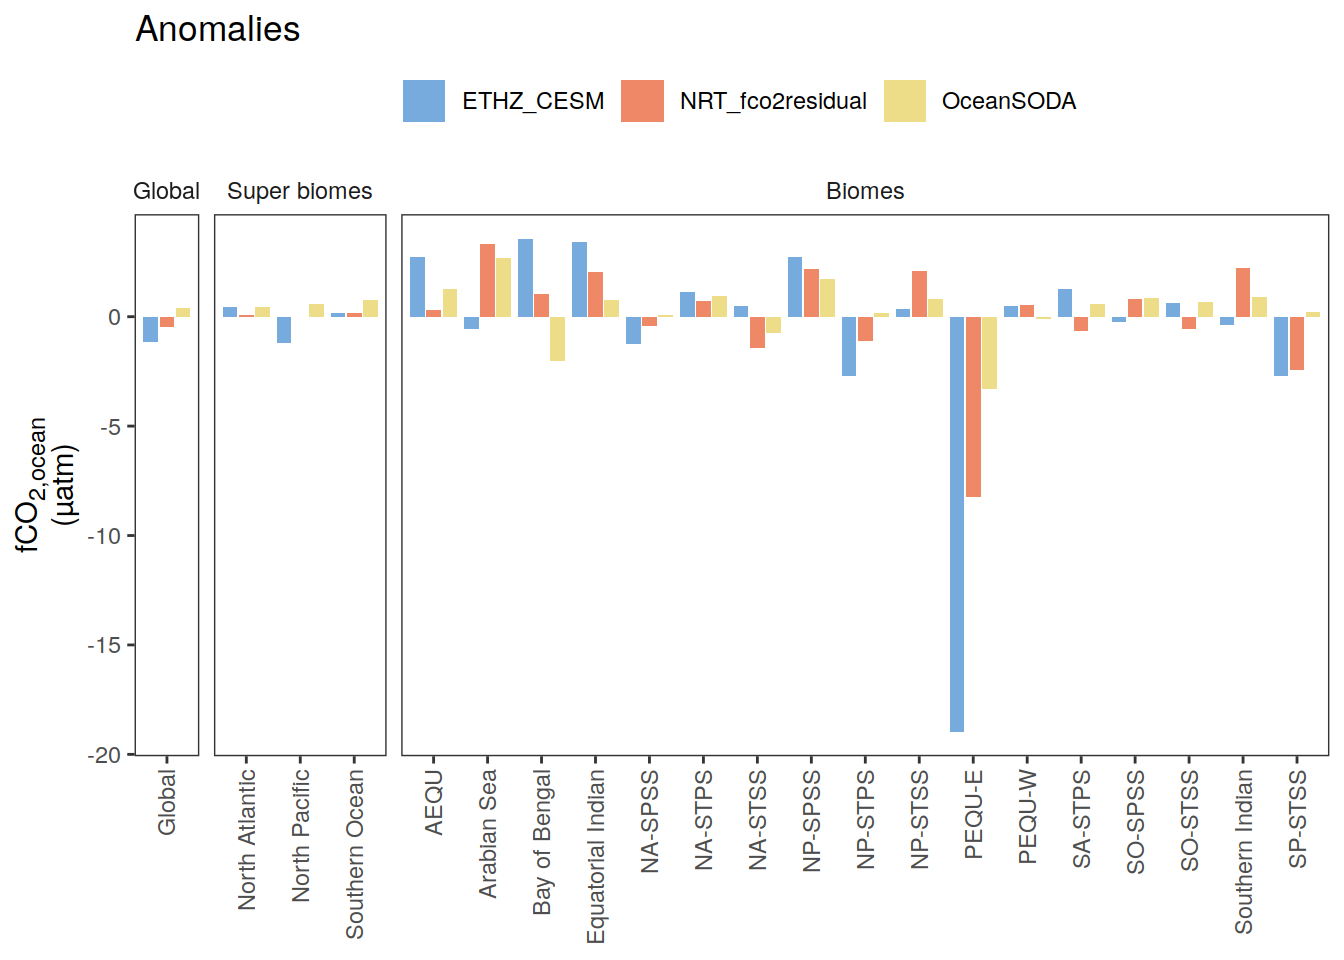 Anomalies
ETHZ_CESM NRT_fco2residual OceanSODA
Global Super biomes Biomes
fCO2,ocean
(µatm)
0
-5
-10
-15
-20
Global
North Atlantic
North Pacific
Southern Ocean
AEQU
Arabian Sea
Bay of Bengal
Equatorial Indian
NA-SPSS
NA-STPS
NA-STSS
NP-SPSS
NP-STPS
NP-STSS
PEQU-E
PEQU-W
SA-STPS
SO-SPSS
SO-STSS
Southern Indian
SP-STSS